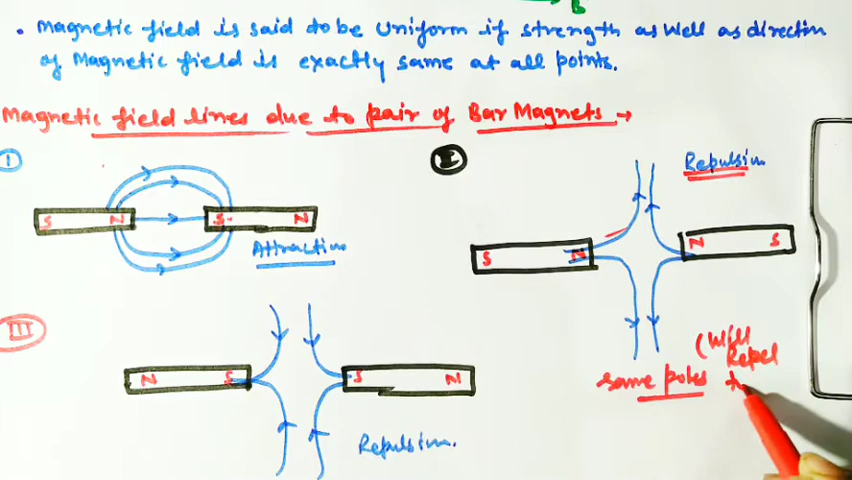 B
• Magnetic field is said to be Uniform if strength as well as direction
of Magnetic field is exactly same at all points.
Magnetic field lines due to pair of Bar Magnets →
I
II
Repulsion
S N S N
Attraction
N S
S N
III
(Will
Repel
same poles
N S S N
Repulsion.